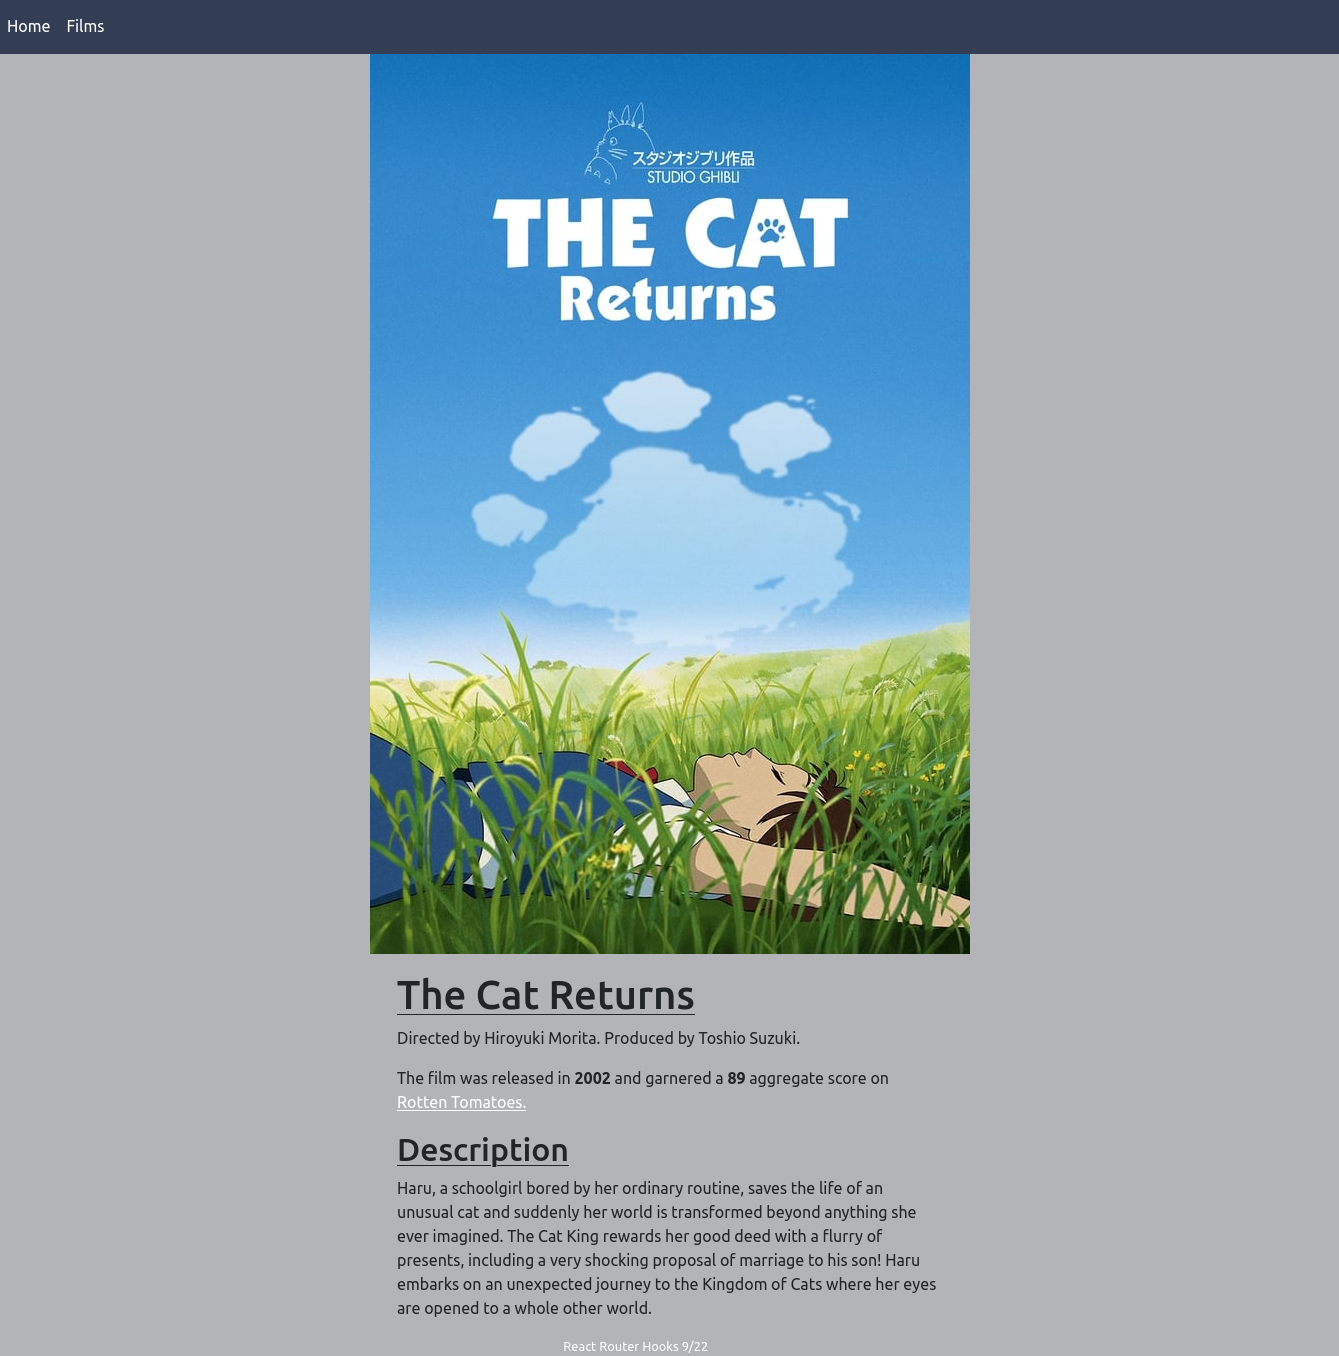 Home Films
スタジオジブリ作品
STUDIO GHIBLI
THE CAT
Returns
The Cat Returns
Directed by Hiroyuki Morita. Produced by Toshio Suzuki.
The film was released in 2002 and garnered a 89 aggregate score on
Rotten Tomatoes.
Description
Haru, a schoolgirl bored by her ordinary routine, saves the life of an
unusual cat and suddenly her world is transformed beyond anything she
ever imagined. The Cat King rewards her good deed with a flurry of
presents, including a very shocking proposal of marriage to his son! Haru
embarks on an unexpected journey to the Kingdom of Cats where her eyes
are opened to a whole other world.
React Router Hooks 9/22